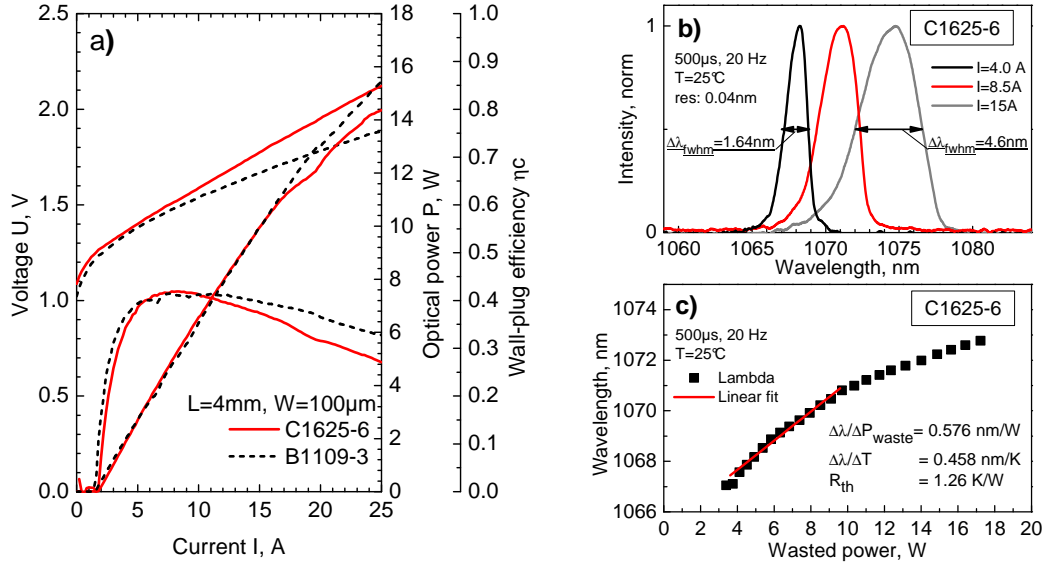 a)
Voltage U, V
2.5
2.0
1.5
1.0
0.5
0.0
0 5 10 15 20 25
Current I, A
L=4mm, W=100µm
C1625-6
B1109-3
18
16
14
12
10
8
6
4
2
0
Optical power P, W
1.0
0.9
0.8
0.7
0.6
0.5
0.4
0.3
0.2
0.1
0.0
Wall-plug efficiency ηc
b)
C1625-6
500µs, 20 Hz
T=25℃
res: 0.04nm
I=4.0 A
I=8.5A
I=15A
Δλfwhm=1.64nm
Δλfwhm=4.6nm
Intensity, norm
1
0
1060 1065 1070 1075 1080
Wavelength, nm
c)
C1625-6
500µs, 20 Hz
T=25℃
Lambda
Linear fit
Δλ/ΔPwaste= 0.576 nm/W
Δλ/ΔT = 0.458 nm/K
Rth = 1.26 K/W
Wavelength, nm
1074
1072
1070
1068
1066
0 2 4 6 8 10 12 14 16 18 20
Wasted power, W